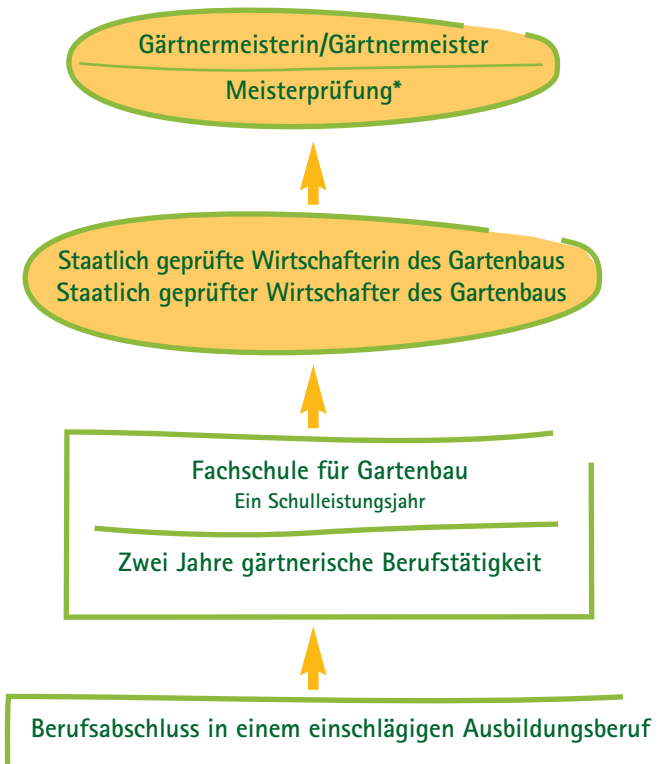 Gärtnermeisterin/Gärtnermeister
Meisterprüfung*
Staatlich geprüfte Wirtschafterin des Gartenbaus
Staatlich geprüfter Wirtschafter des Gartenbaus
Fachschule für Gartenbau
Ein Schulleistungsjahr
Zwei Jahre gärtnerische Berufstätigkeit
Berufsabschluss in einem einschlägigen Ausbildungsberuf